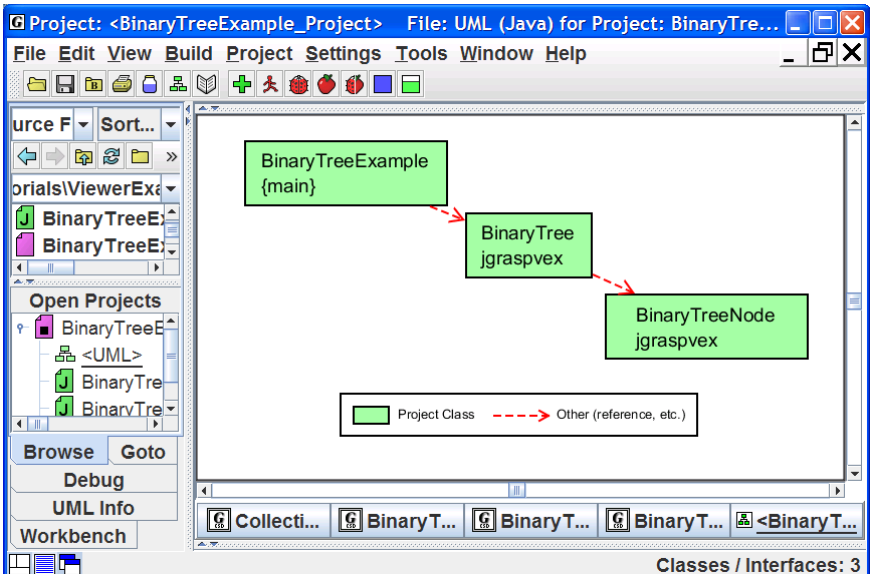 Project: <BinaryTreeExample_Project> File: UML (Java) for Project: BinaryTre...
File Edit View Build Project Settings Tools Window Help
urce F Sort...
orials\ViewerExa
BinaryTreeEx
BinaryTreeEx
Open Projects
BinaryTreeE
<UML>
BinaryTre
BinaryTre
Browse Goto
Debug
UML Info
Workbench
BinaryTreeExample
{main}
BinaryTree
jgraspvex
BinaryTreeNode
jgraspvex
Project Class Other (reference, etc.)
Collecti... BinaryT... BinaryT... BinaryT... <BinaryT...
Classes / Interfaces: 3